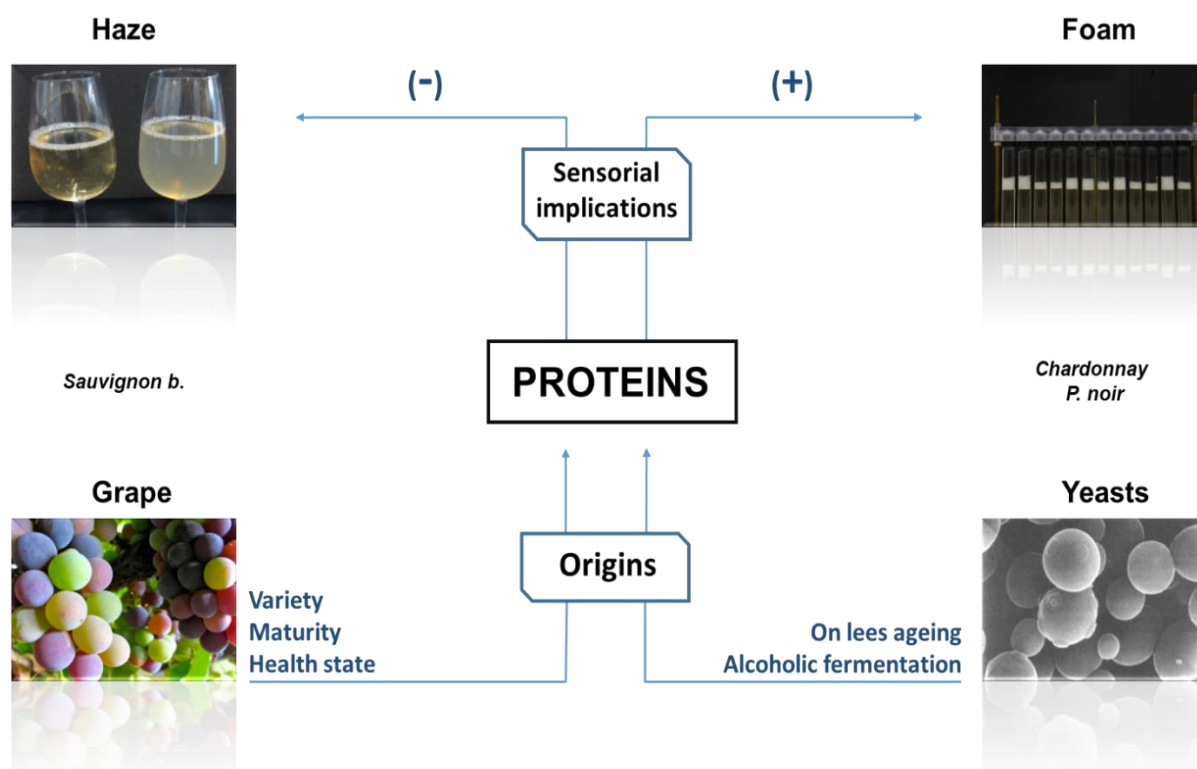 Haze
Foam
(-)
(+)
Sensorial
implications
PROTEINS
Sauvignon b.
Chardonnay
P. noir
Grape
Yeasts
Origins
Variety
Maturity
Health state
On lees ageing
Alcoholic fermentation